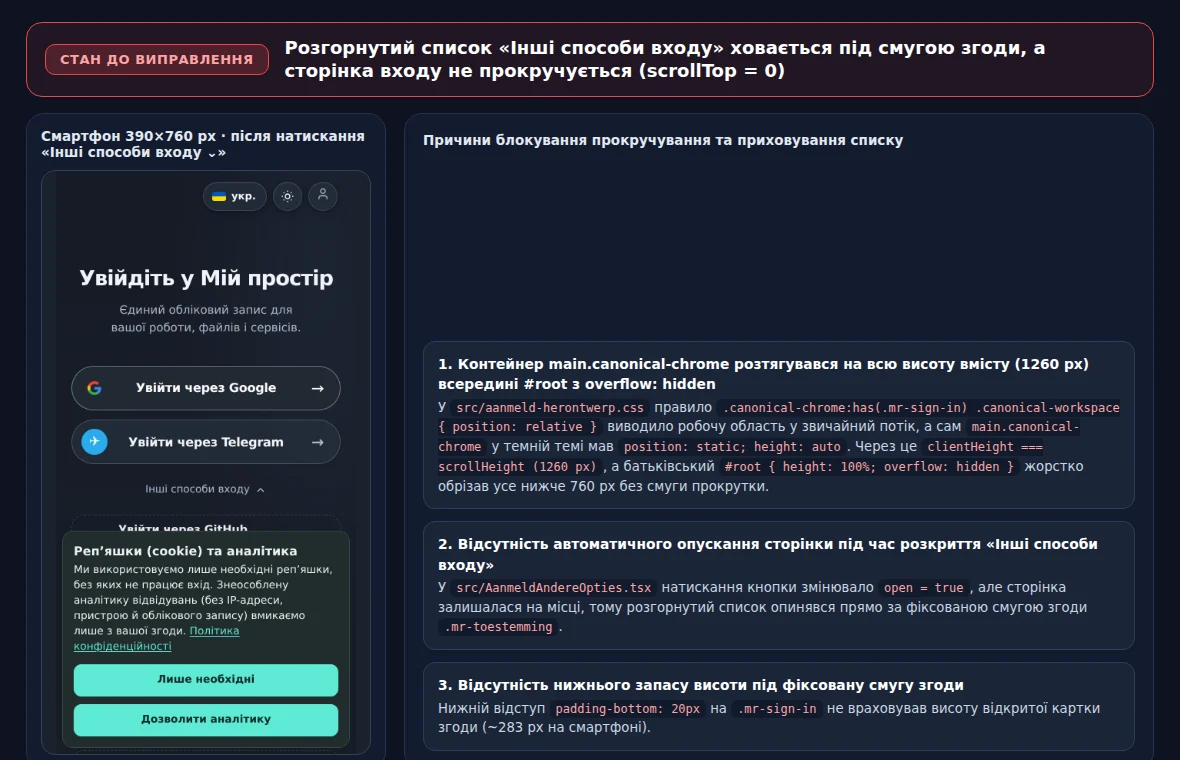 СТАН ДО ВИПРАВЛЕННЯ
Розгорнутий список «Інші способи входу» ховається під смугою згоди, а
сторінка входу не прокручується (scrollTop = 0)
Смартфон 390×760 px · після натискання
«Інші способи входу ⌄»
укр.
Увійдіть у Мій простір
Єдиний обліковий запис для
вашої роботи, файлів і сервісів.
Увійти через Google →
Увійти через Telegram →
Інші способи входу
Увійти через GitHub
Реп’яшки (cookie) та аналітика
Ми використовуємо лише необхідні реп’яшки,
без яких не працює вхід. Знеособлену
аналітику відвідувань (без IP-адреси,
пристрою й облікового запису) вмикаємо
лише з вашої згоди. Політика
конфіденційності
Лише необхідні
Дозволити аналітику
Причини блокування прокручування та приховування списку
1. Контейнер main.canonical-chrome розтягувався на всю висоту вмісту (1260 px)
всередині #root з overflow: hidden
У src/aanmeld-herontwerp.css правило .canonical-chrome:has(.mr-sign-in) .canonical-workspace
{ position: relative } виводило робочу область у звичайний потік, а сам main.canonical-
chrome у темній темі мав position: static; height: auto . Через це clientHeight ===
scrollHeight (1260 px) , а батьківський #root { height: 100%; overflow: hidden } жорстко
обрізав усе нижче 760 px без смуги прокрутки.
2. Відсутність автоматичного опускання сторінки під час розкриття «Інші способи
входу»
У src/AanmeldAndereOpties.tsx натискання кнопки змінювало open = true , але сторінка
залишалася на місці, тому розгорнутий список опинявся прямо за фіксованою смугою згоди
.mr-toestemming .
3. Відсутність нижнього запасу висоти під фіксовану смугу згоди
Нижній відступ padding-bottom: 20px на .mr-sign-in не враховував висоту відкритої картки
згоди (~283 px на смартфоні).